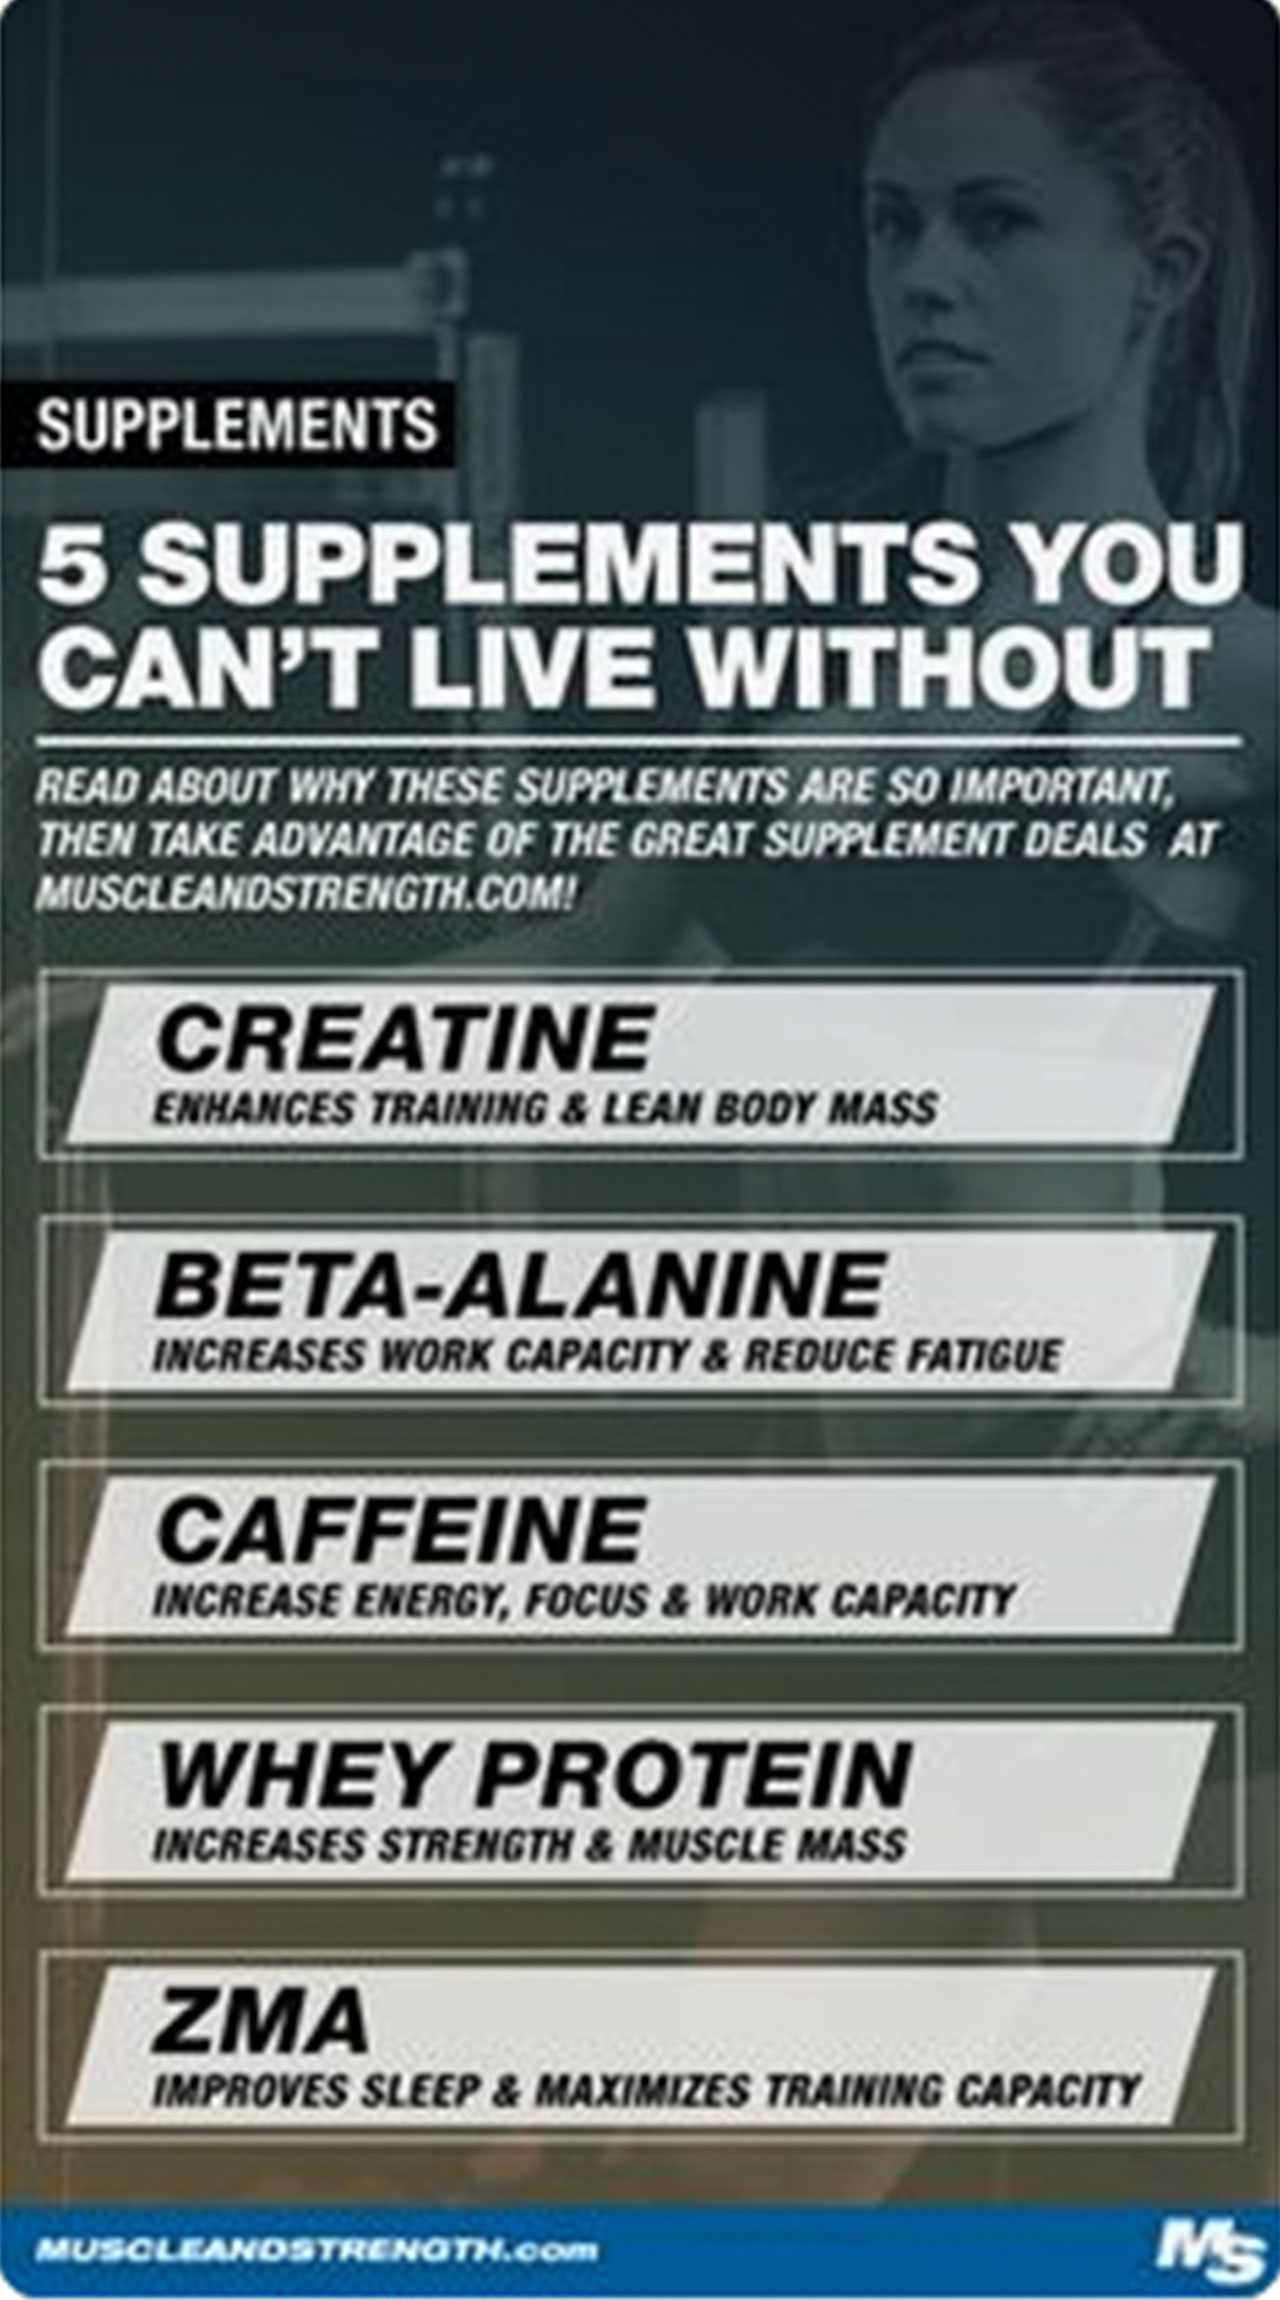 SUPPLEMENTS
5 SUPPLEMENTS YOU
CAN'T LIVE WITHOUT
READ ABOUT WHY THESE SUPPLEMENTS ARE SO IMPORTANT,
THEN TAKE ADVANTAGE OF THE GREAT SUPPLEMENT DEALS AT
MUSCLEANDSTRENGTH.COM!
CREATINE
ENHANCES TRAINING & LEAN BODY MASS
BETA-ALANINE
INCREASES WORK CAPACITY & REDUCE FATIGUE
CAFFEINE
INCREASE ENERGY, FOCUS & WORK CAPACITY
WHEY PROTEIN
INCREASES STRENGTH & MUSCLE MASS
ZMA
IMPROVES SLEEP & MAXIMIZES TRAINING CAPACITY
MUSCLEANDSTRENGTH.com
MS